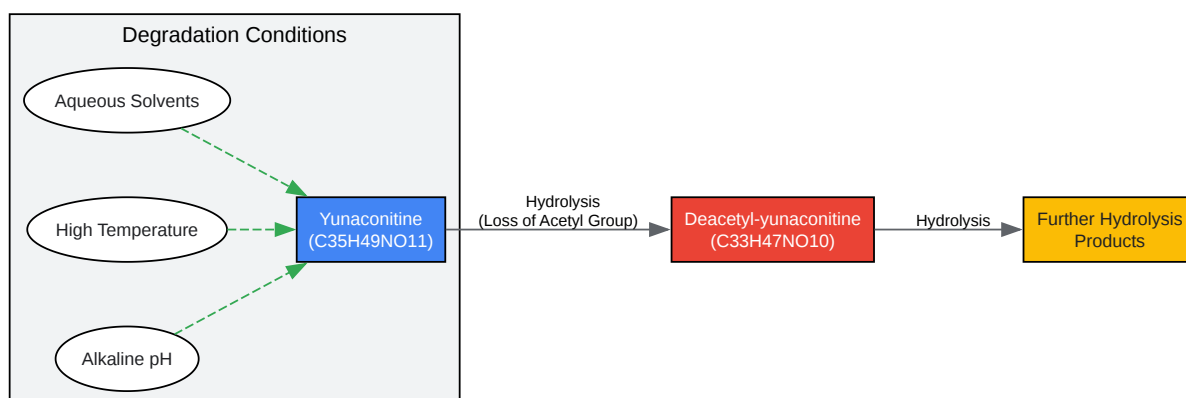 Degradation Conditions
Aqueous Solvents
High Temperature
Alkaline pH
Yunaconitine
(C35H49NO11)
Hydrolysis
(Loss of Acetyl Group)
Deacetyl-yunaconitine
(C33H47NO10)
Hydrolysis
Further Hydrolysis
Products